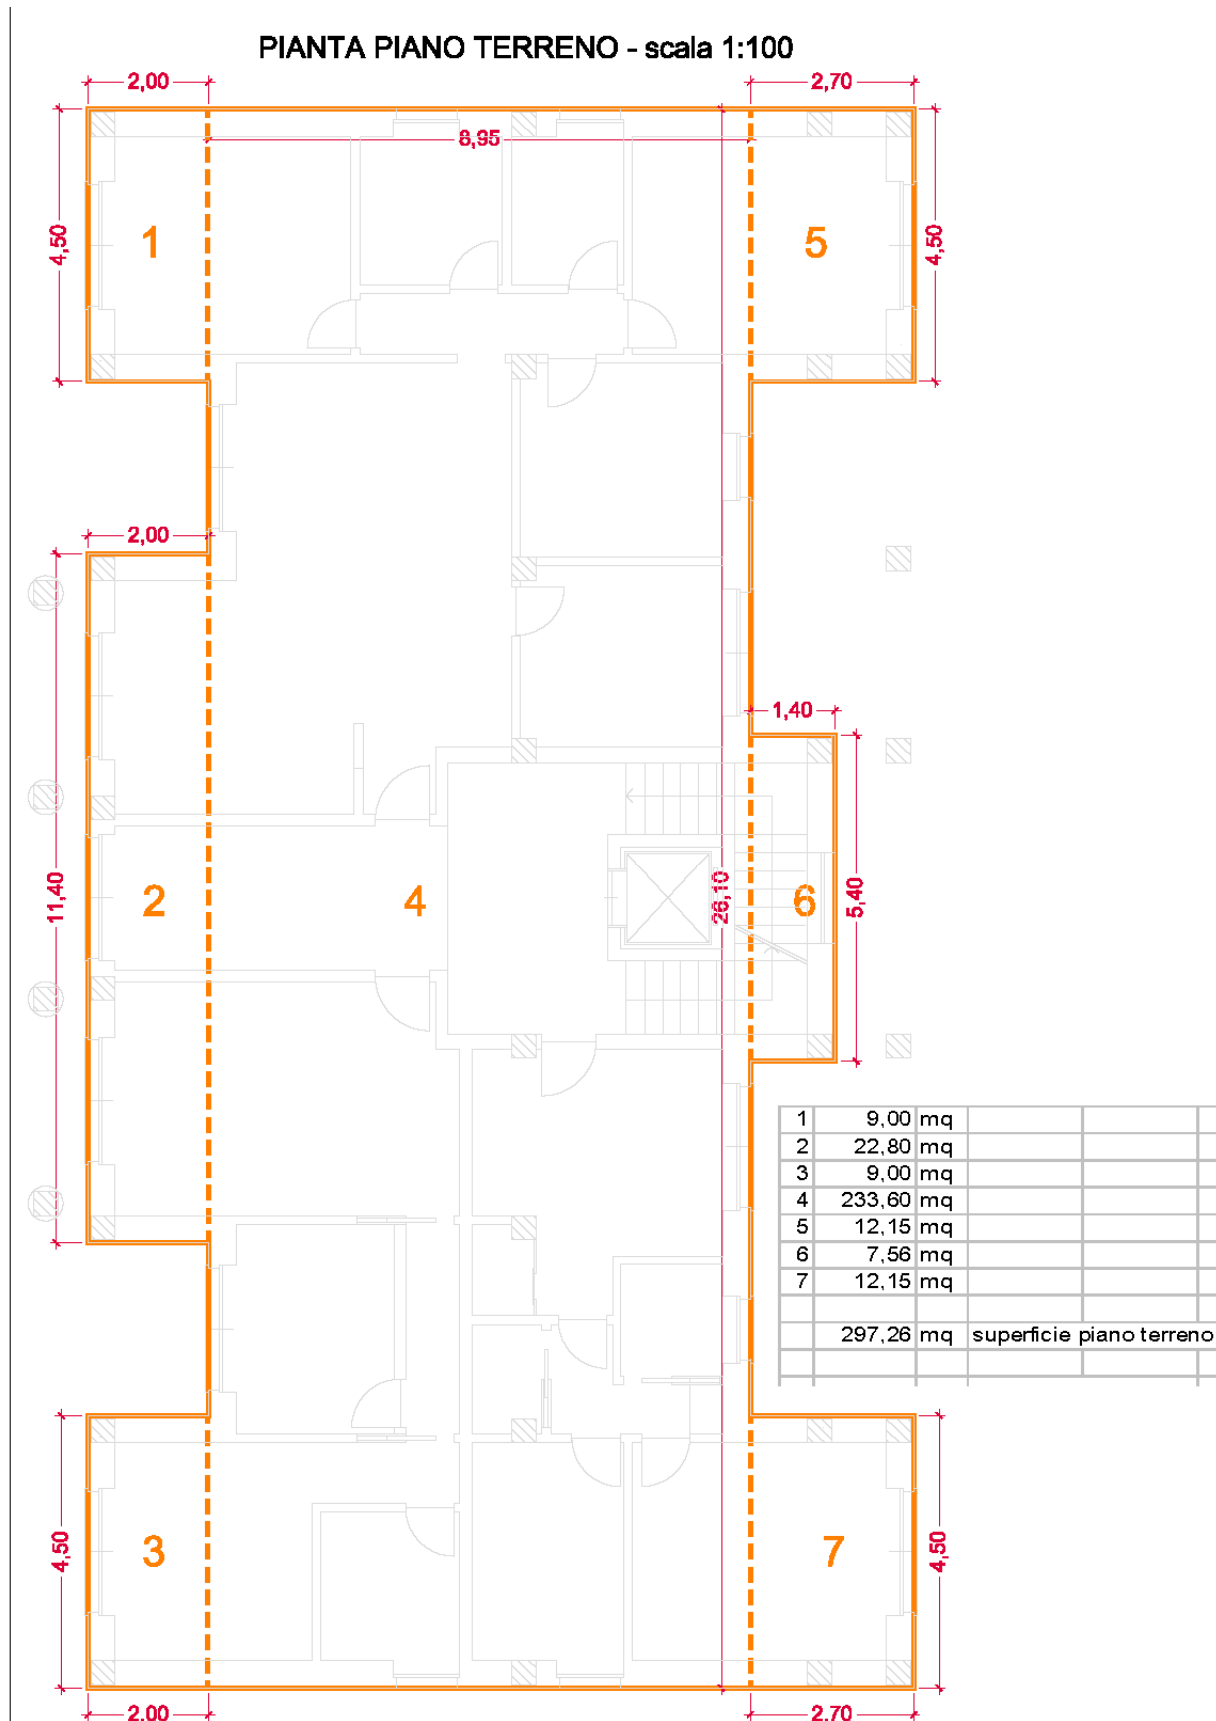 PIANTA PIANO TERRENO - scala 1:100
2,00
2,70
8,95
4,50
1
5
4,50
2,00
1,40
11,40
2
4
26,10
6
5,40
1 9,00 mq
2 22,80 mq
3 9,00 mq
4 233,60 mq
5 12,15 mq
6 7,56 mq
7 12,15 mq
297,26 mq superficie piano terreno
4,50
3
7
4,50
2,00
2,70